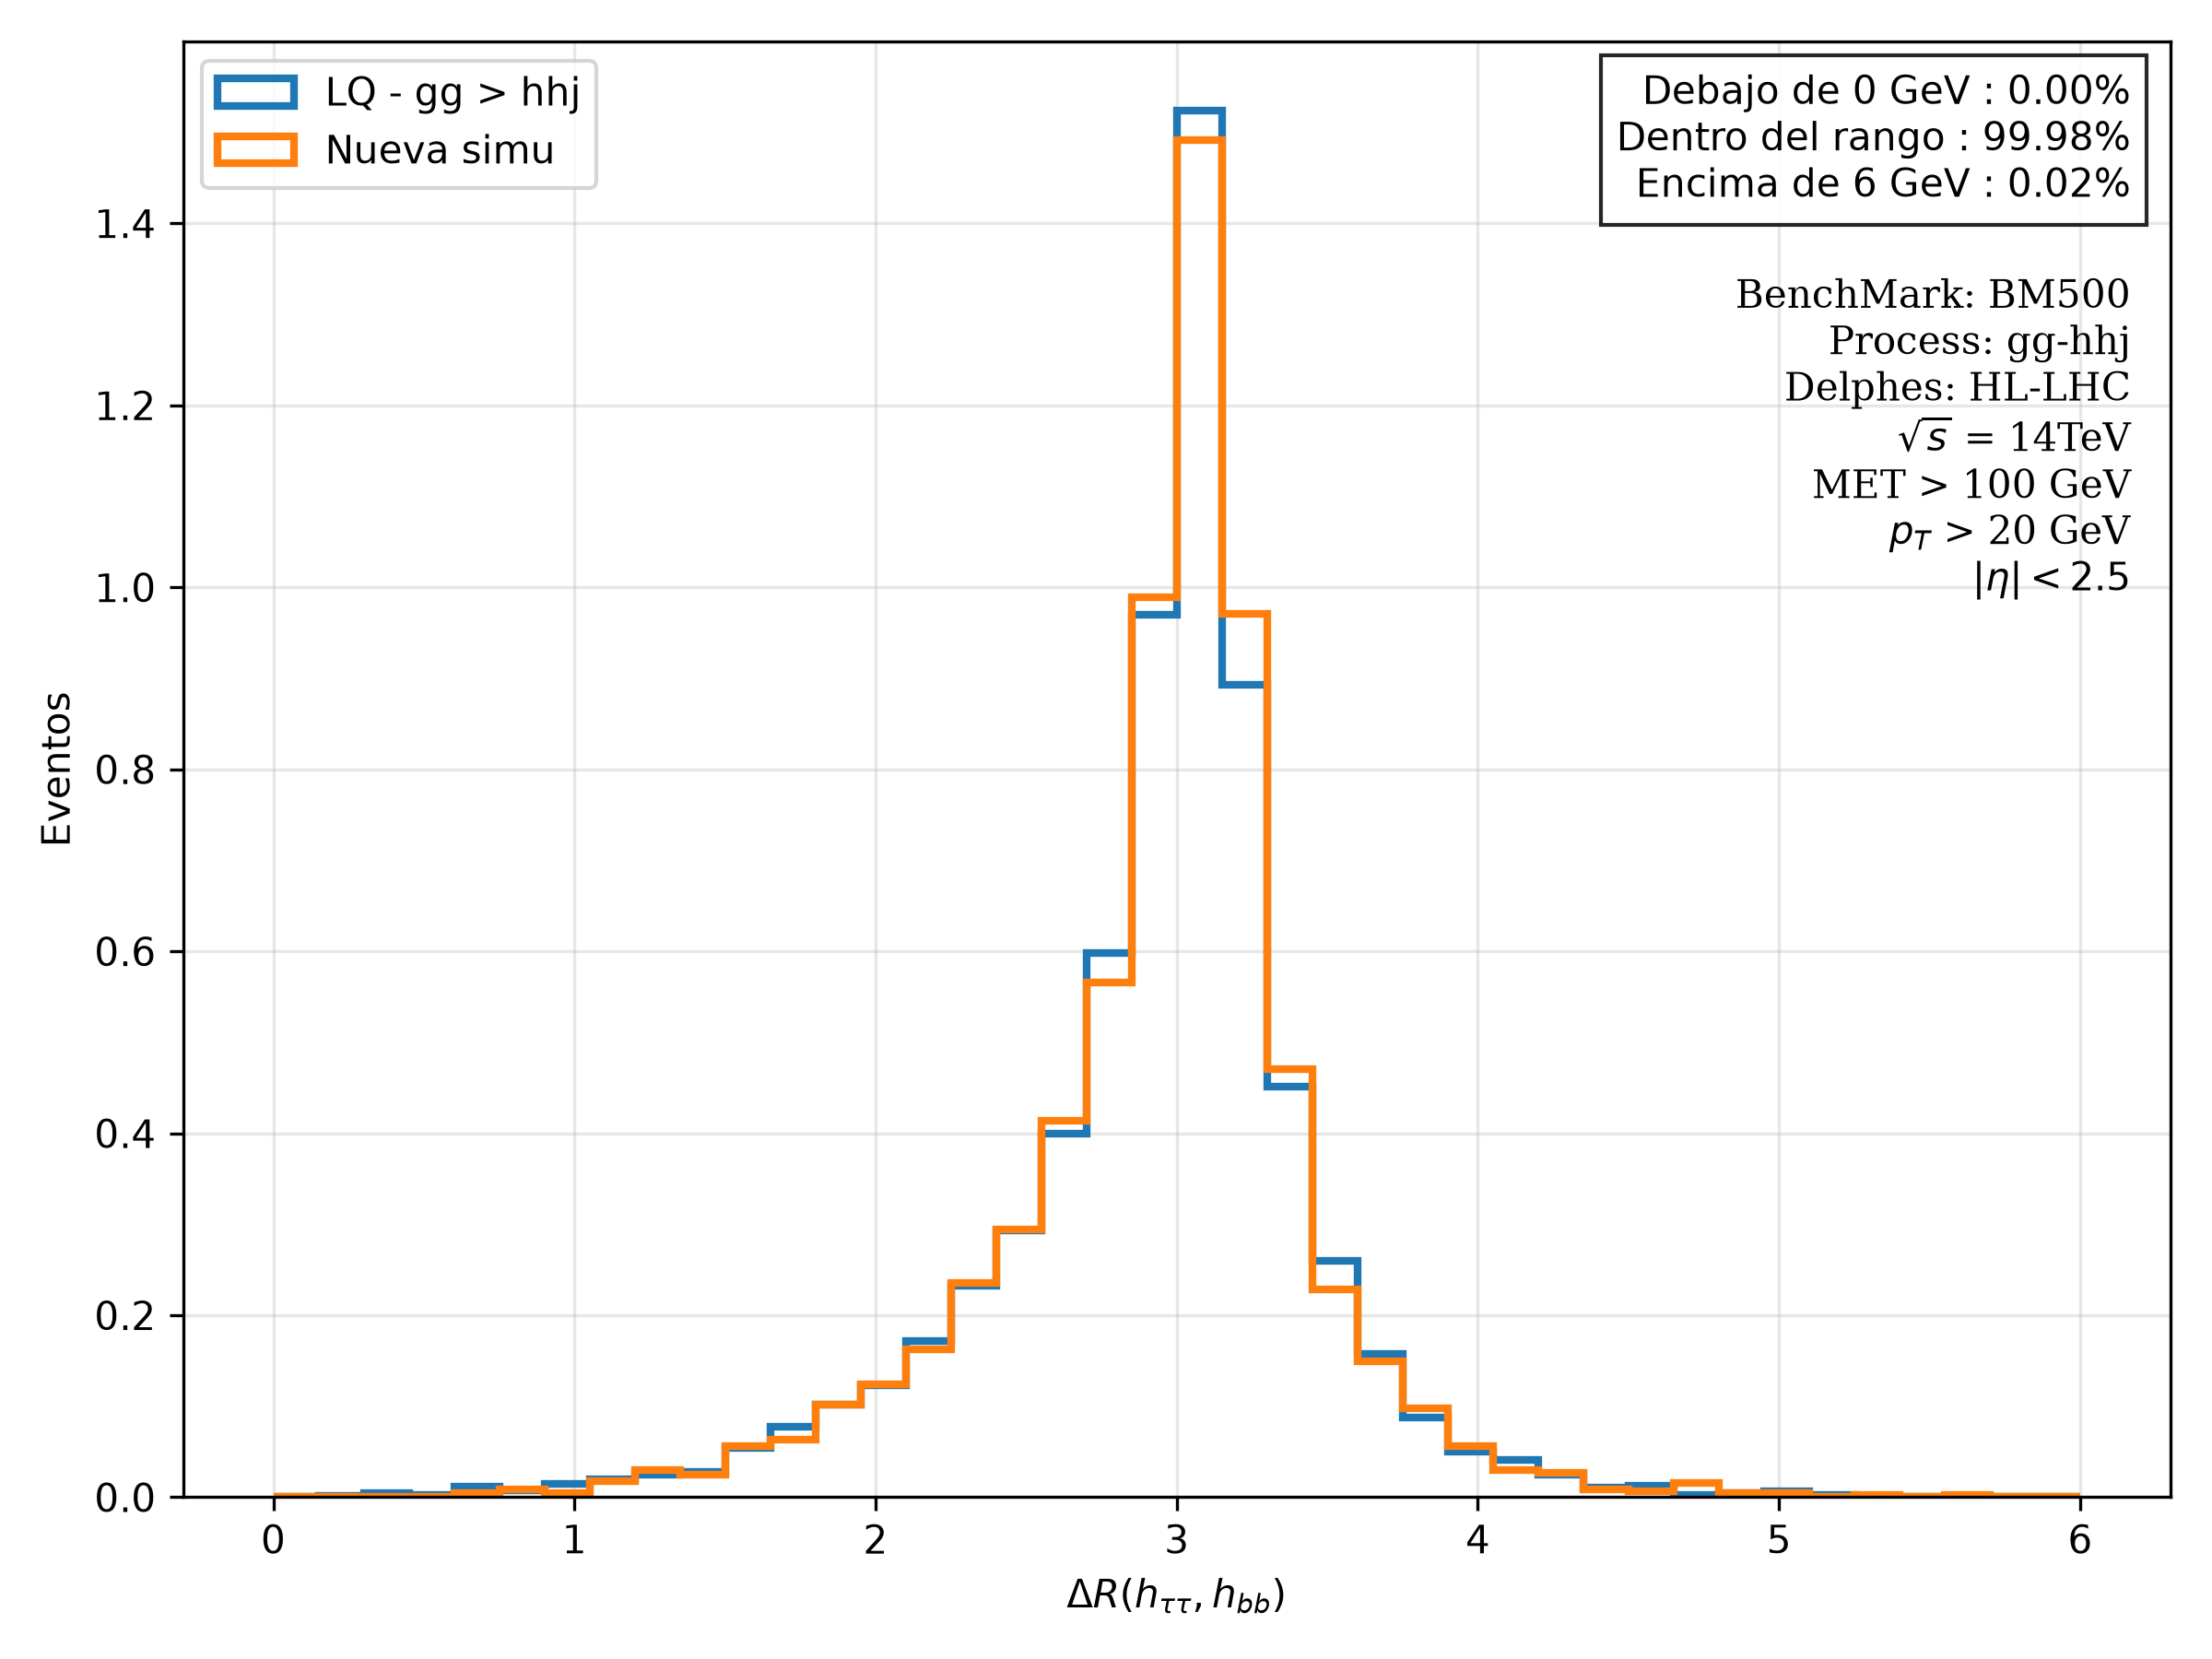 LQ - gg > hhj
Nueva simu
Debajo de 0 GeV : 0.00%
Dentro del rango : 99.98%
Encima de 6 GeV : 0.02%
BenchMark: BM500
Process: gg-hhj
Delphes: HL-LHC
√s = 14TeV
MET > 100 GeV
p_T > 20 GeV
|η| < 2.5
Eventos
1.4
1.2
1.0
0.8
0.6
0.4
0.2
0.0
0 1 2 3 4 5 6
ΔR(h_ττ, h_bb)